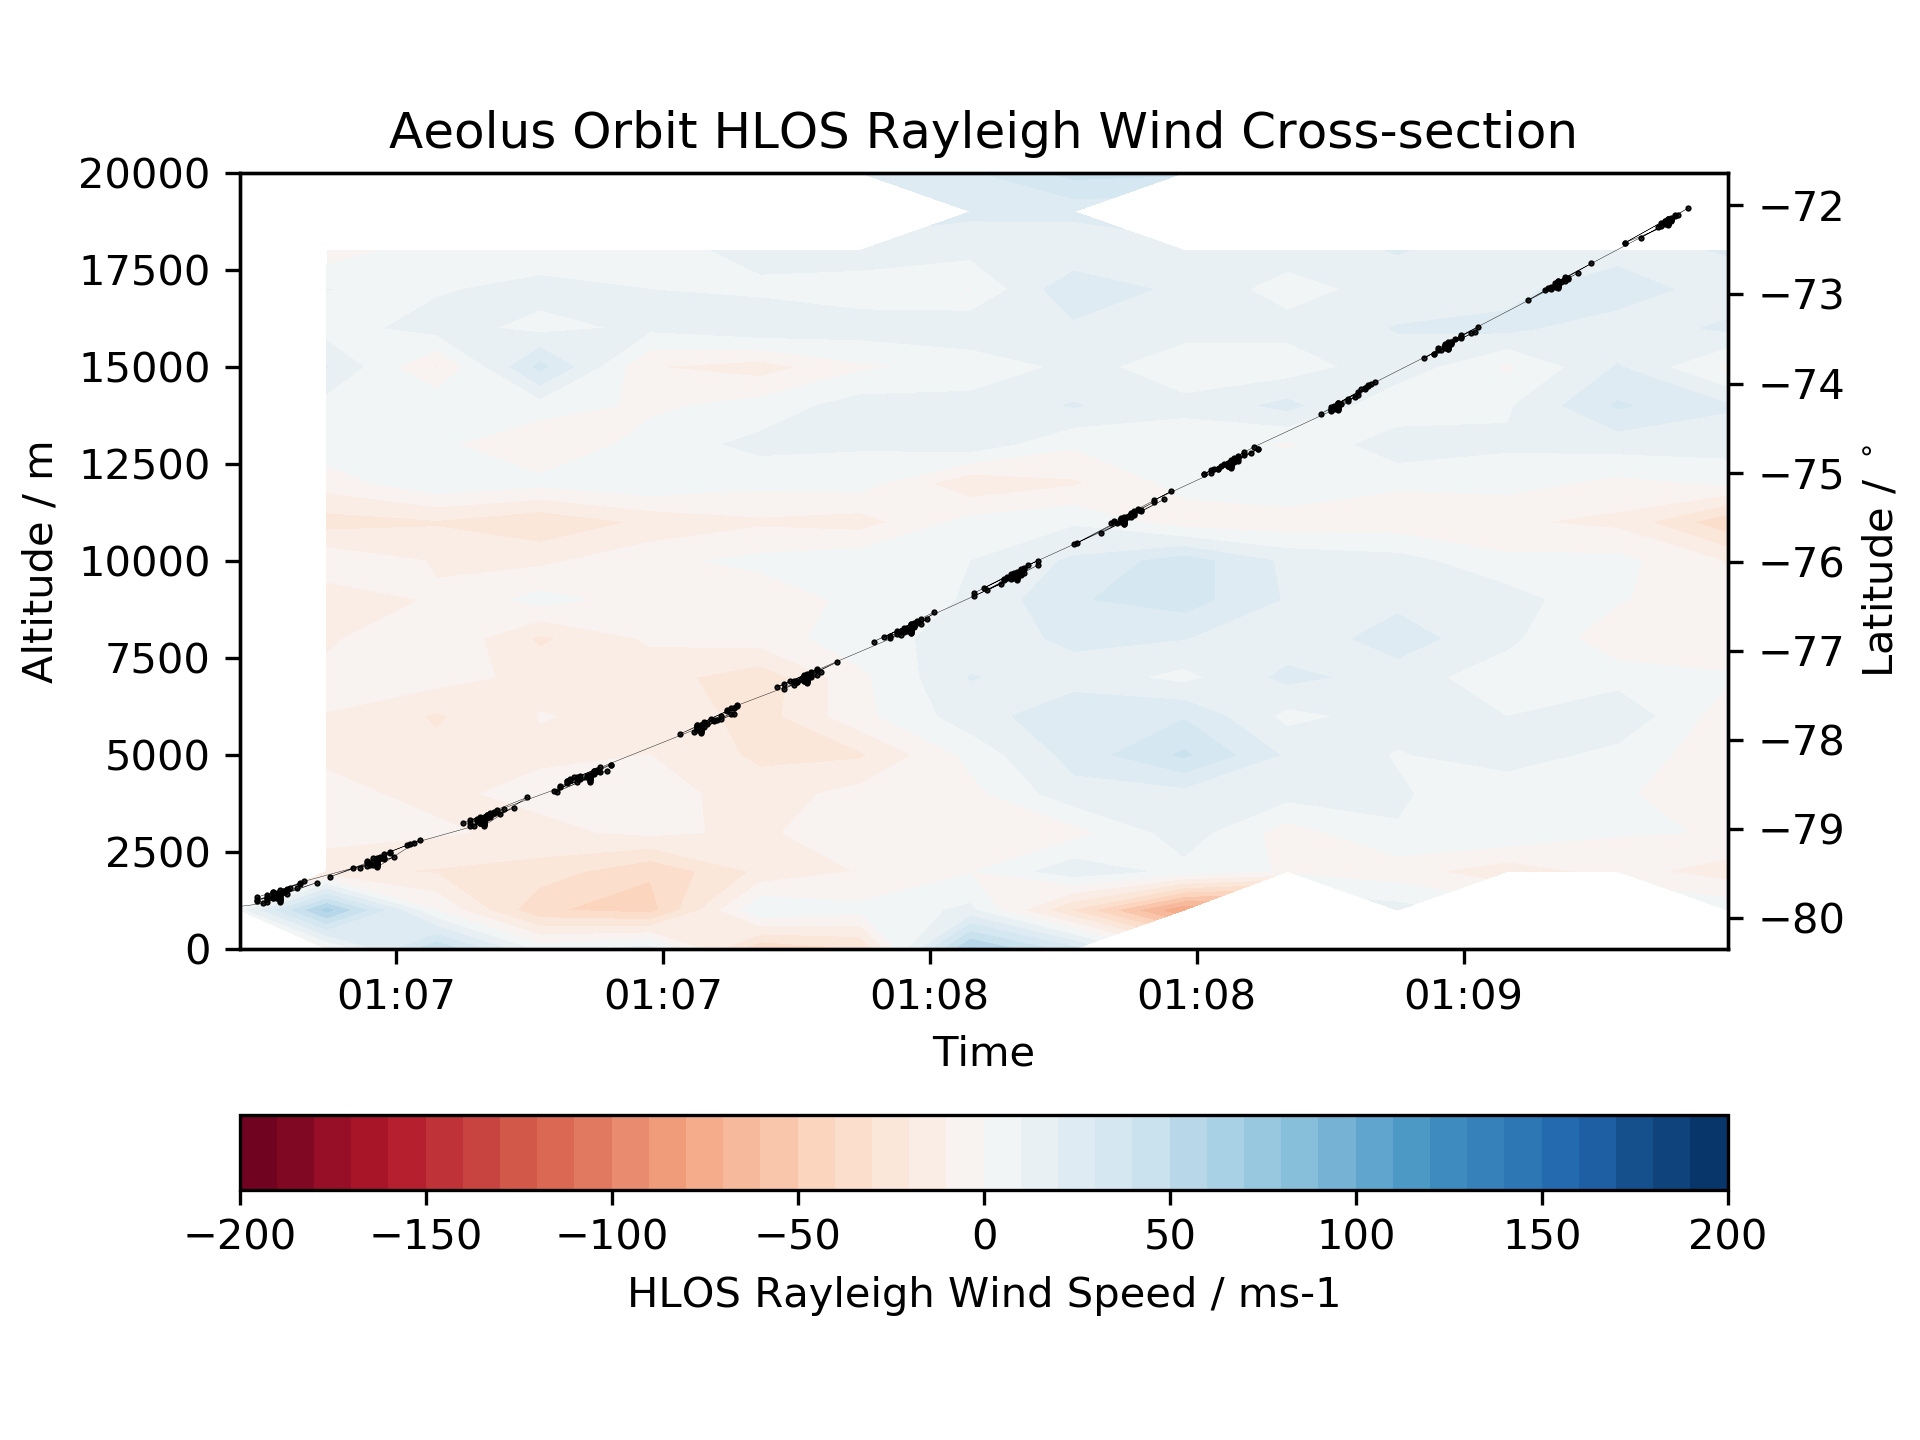 Aeolus Orbit HLOS Rayleigh Wind Cross-section
20000
17500
15000
12500
10000
7500
5000
2500
0
Altitude / m
−72
−73
−74
−75
−76
−77
−78
−79
−80
Latitude / °
01:07 01:07 01:08 01:08 01:09
Time
−200 −150 −100 −50 0 50 100 150 200
HLOS Rayleigh Wind Speed / ms-1